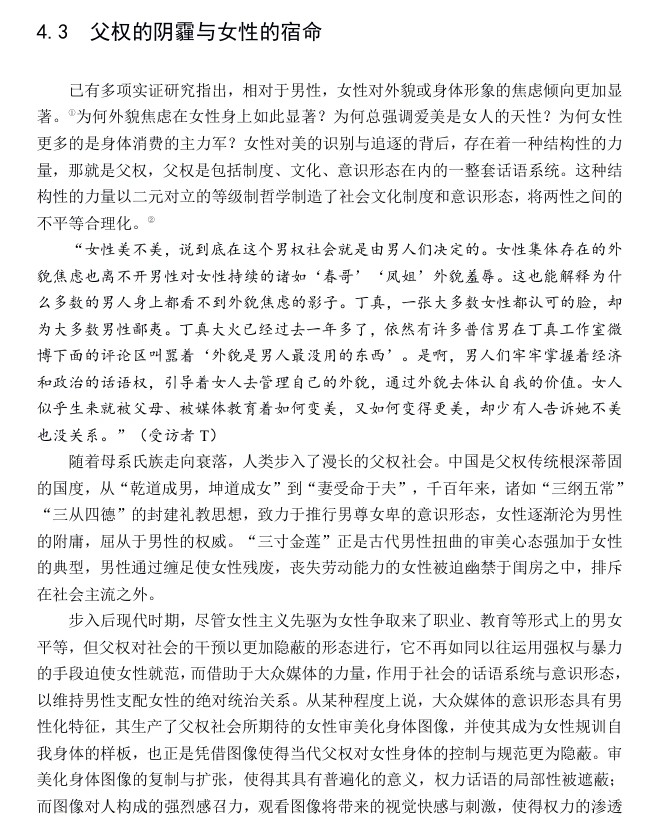 4.3 父权的阴霾与女性的宿命
已有多项实证研究指出，相对于男性，女性对外貌或身体形象的焦虑倾向更加显
著。①为何外貌焦虑在女性身上如此显著？为何总强调爱美是女人的天性？为何女性
更多的是身体消费的主力军？女性对美的识别与追逐的背后，存在着一种结构性的力
量，那就是父权，父权是包括制度、文化、意识形态在内的一整套话语系统。这种结
构性的力量以二元对立的等级制哲学制造了社会文化制度和意识形态，将两性之间的
不平等合理化。②
“女性美不美，说到底在这个男权社会就是由男人们决定的。女性集体存在的外
貌焦虑也离不开男性对女性持续的诸如‘春哥’‘凤姐’外貌羞辱。这也能解释为什
么多数的男人身上都看不到外貌焦虑的影子。丁真，一张大多数女性都认可的脸，却
为大多数男性鄙夷。丁真大火已经过去一年多了，依然有许多普信男在丁真工作室微
博下面的评论区叫嚣着‘外貌是男人最没用的东西’。是啊，男人们牢牢掌握着经济
和政治的话语权，引导着女人去管理自己的外貌，通过外貌去体认自我的价值。女人
似乎生来就被父母、被媒体教育着如何变美，又如何变得更美，却少有人告诉她不美
也没关系。”（受访者 T）
随着母系氏族走向衰落，人类步入了漫长的父权社会。中国是父权传统根深蒂固
的国度，从“乾道成男，坤道成女”到“妻受命于夫”，千百年来，诸如“三纲五常”
“三从四德”的封建礼教思想，致力于推行男尊女卑的意识形态，女性逐渐沦为男性
的附庸，屈从于男性的权威。“三寸金莲”正是古代男性扭曲的审美心态强加于女性
的典型，男性通过缠足使女性残废，丧失劳动能力的女性被迫幽禁于闺房之中，排斥
在社会主流之外。
步入后现代时期，尽管女性主义先驱为女性争取来了职业、教育等形式上的男女
平等，但父权对社会的干预以更加隐蔽的形态进行，它不再如同以往运用强权与暴力
的手段迫使女性就范，而借助于大众媒体的力量，作用于社会的话语系统与意识形态，
以维持男性支配女性的绝对统治关系。从某种程度上说，大众媒体的意识形态具有男
性化特征，其生产了父权社会所期待的女性审美化身体图像，并使其成为女性规训自
我身体的样板，也正是凭借图像使得当代父权对女性身体的控制与规范更为隐蔽。审
美化身体图像的复制与扩张，使得其具有普遍化的意义，权力话语的局部性被遮蔽；
而图像对人构成的强烈感召力，观看图像将带来的视觉快感与刺激，使得权力的渗透